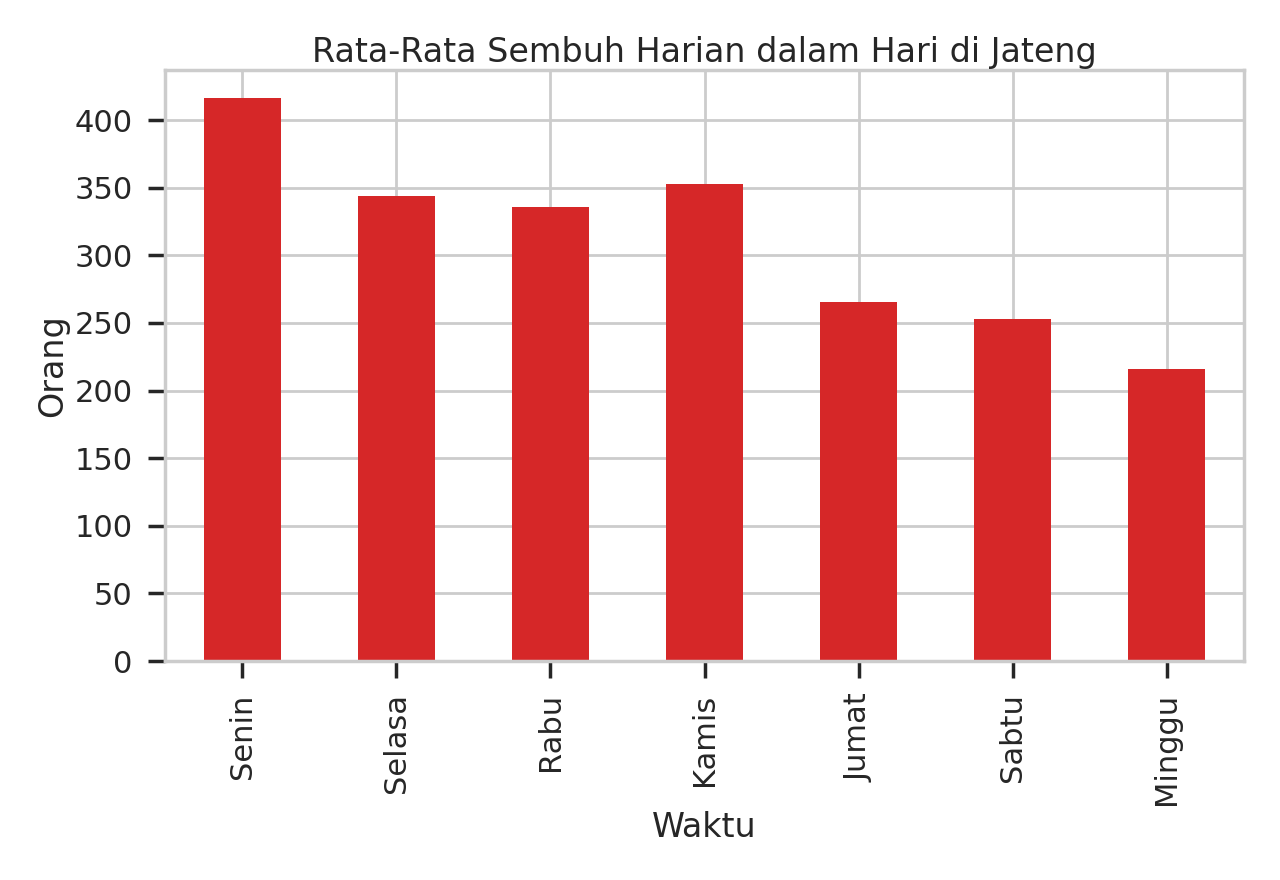 Rata-Rata Sembuh Harian dalam Hari di Jateng
Orang
400
350
300
250
200
150
100
50
0
Senin
Selasa
Rabu
Kamis
Jumat
Sabtu
Minggu
Waktu